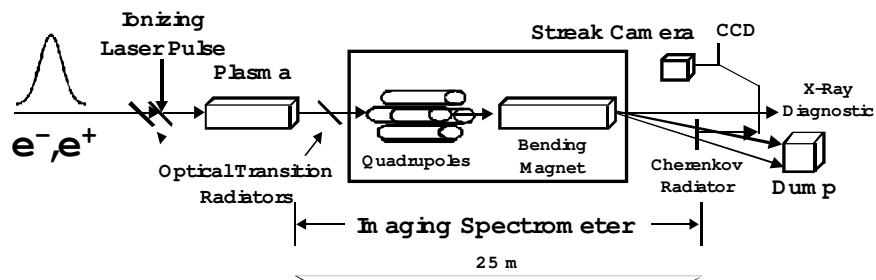 Ionizing
Laser Pulse
Plasma
Streak Camera
CCD
X-Ray
Diagnostic
e⁻,e⁺
Optical Transition
Radiators
Quadrupoles
Bending
Magnet
Cherenkov
Radiator
Dump
Imaging Spectrometer
25 m